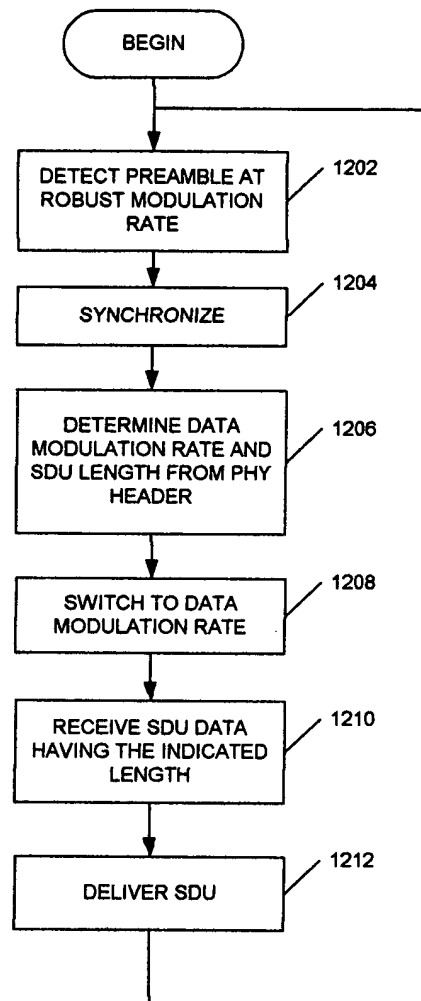 BEGIN
DETECT PREAMBLE AT
ROBUST MODULATION
RATE
1202
SYNCHRONIZE
1204
DETERMINE DATA
MODULATION RATE AND
SDU LENGTH FROM PHY
HEADER
1206
SWITCH TO DATA
MODULATION RATE
1208
RECEIVE SDU DATA
HAVING THE INDICATED
LENGTH
1210
DELIVER SDU
1212